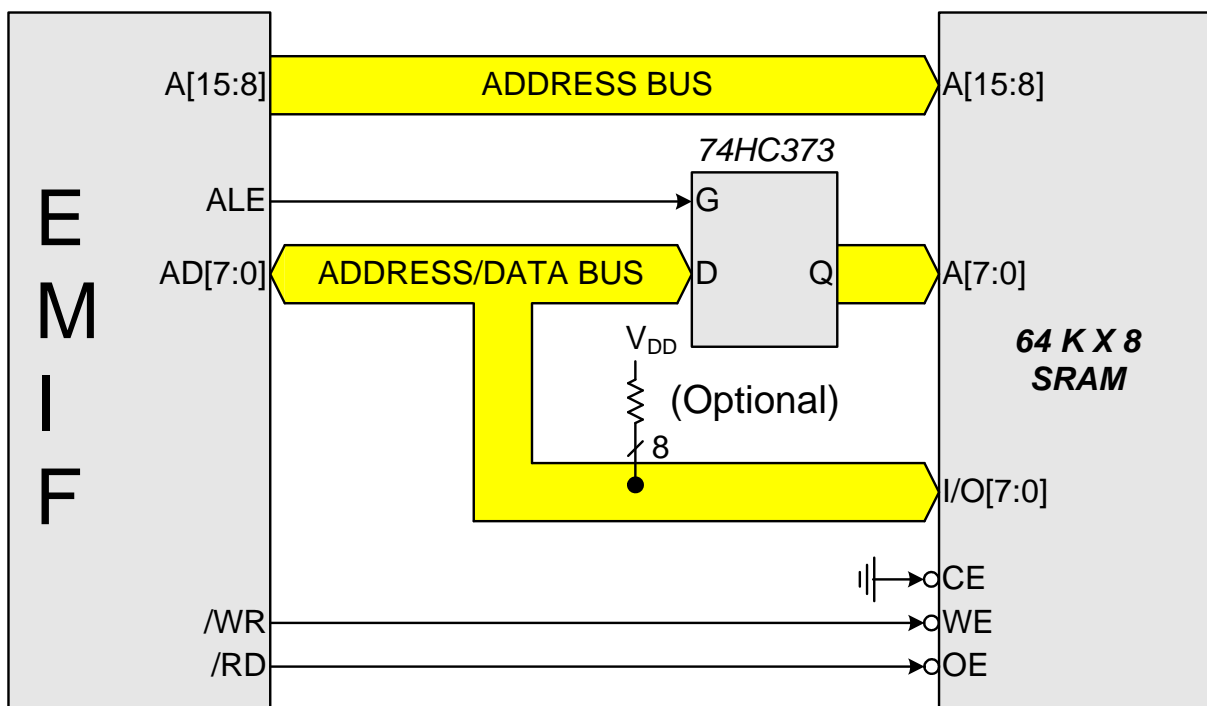 EMIF
A[15:8]
ADDRESS BUS
A[15:8]
74HC373
ALE
G
AD[7:0]
ADDRESS/DATA BUS
D
Q
A[7:0]
VDD
(Optional)
8
64 K X 8
SRAM
I/O[7:0]
CE
/WR
WE
/RD
OE